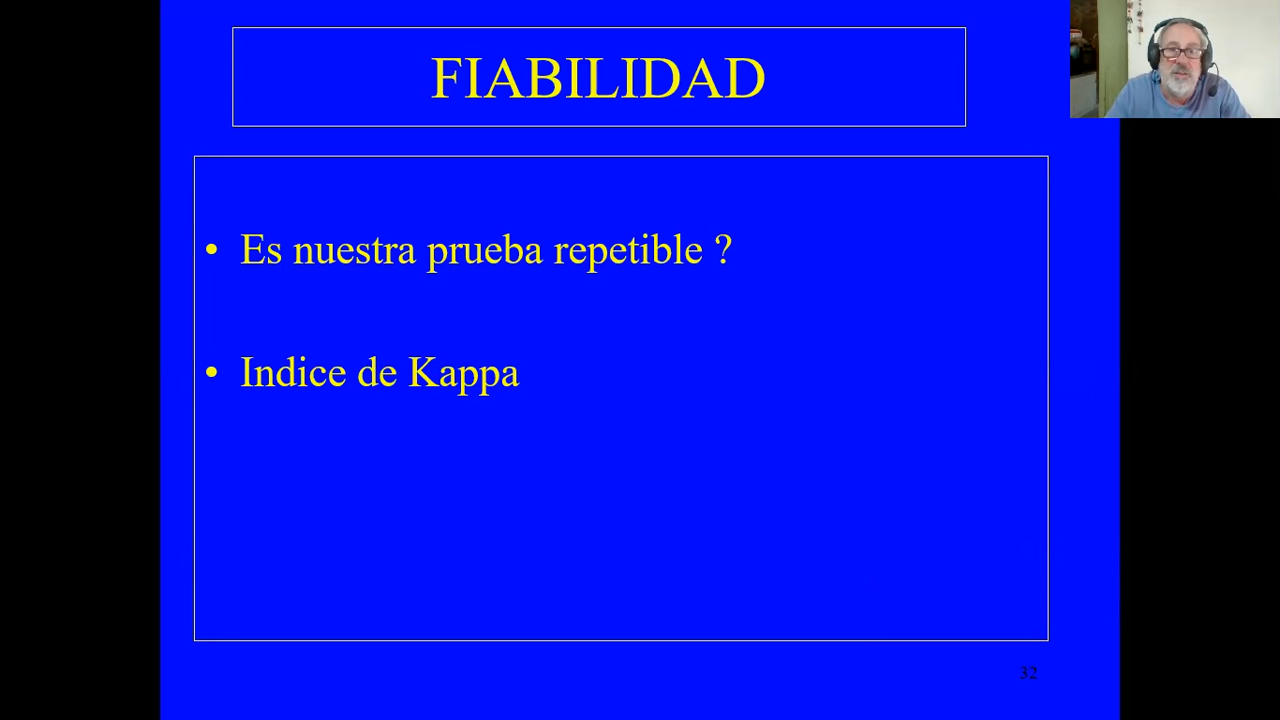 FIABILIDAD
• Es nuestra prueba repetible ?
• Indice de Kappa
32